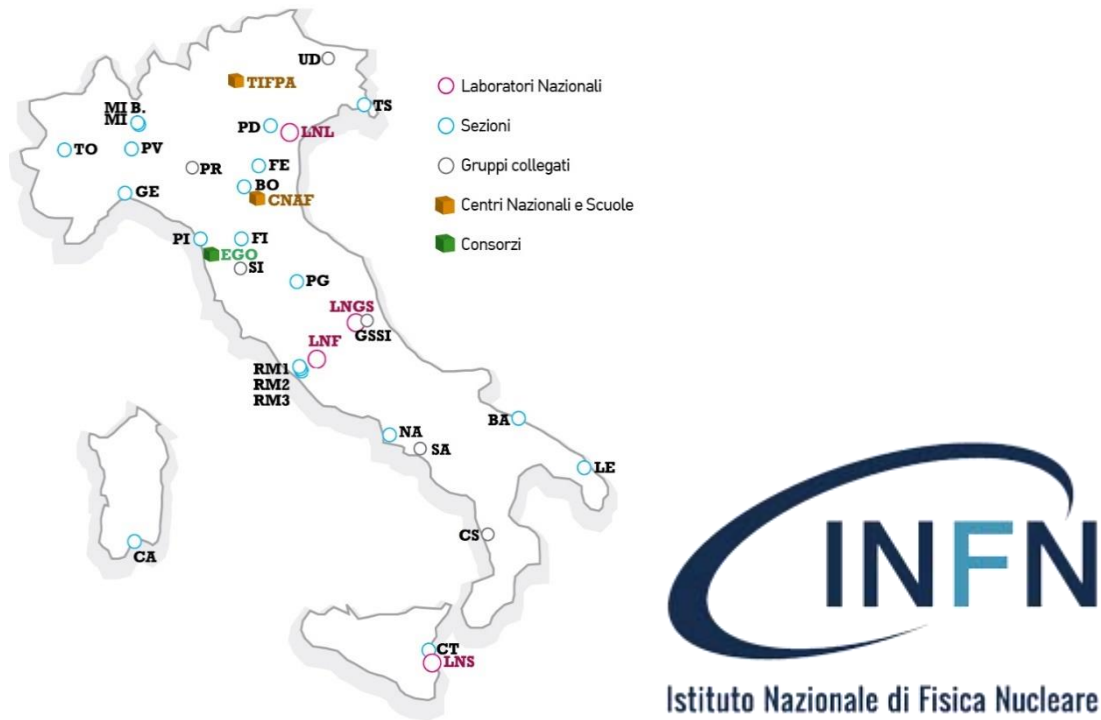 UD
TIFPA
MI B.
MI
TS
PD
LNL
TO
PV
PR
FE
BO
CNAF
GE
PI
FI
EGO
SI
PG
LNGS
GSSI
LNF
RM1
RM2
RM3
NA
SA
BA
LE
CS
CA
CT
LNS
Laboratori Nazionali
Sezioni
Gruppi collegati
Centri Nazionali e Scuole
Consorzi
INFN
Istituto Nazionale di Fisica Nucleare